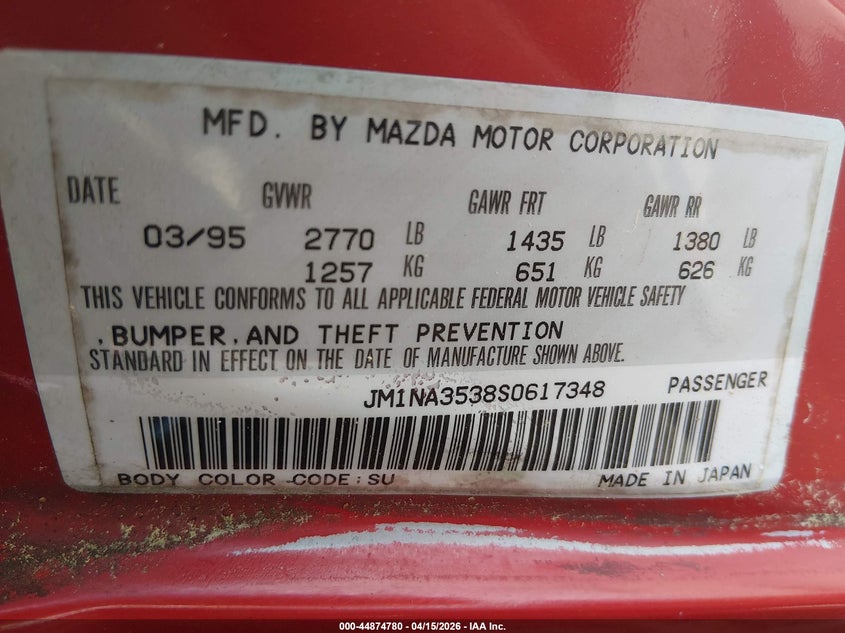 MFD. BY MAZDA MOTOR CORPORATION
DATE GVWR GAWR FRT GAWR RR
03/95 2770 LB 1435 LB 1380 LB
1257 KG 651 KG 626 KG
THIS VEHICLE CONFORMS TO ALL APPLICABLE FEDERAL MOTOR VEHICLE SAFETY
,BUMPER,AND THEFT PREVENTION
STANDARD IN EFFECT ON THE DATE OF MANUFACTURE SHOWN ABOVE.
JM1NA3538S0617348 PASSENGER
BODY COLOR CODE:SU MADE IN JAPAN
000-44874780 - 04/15/2026 - IAA Inc.